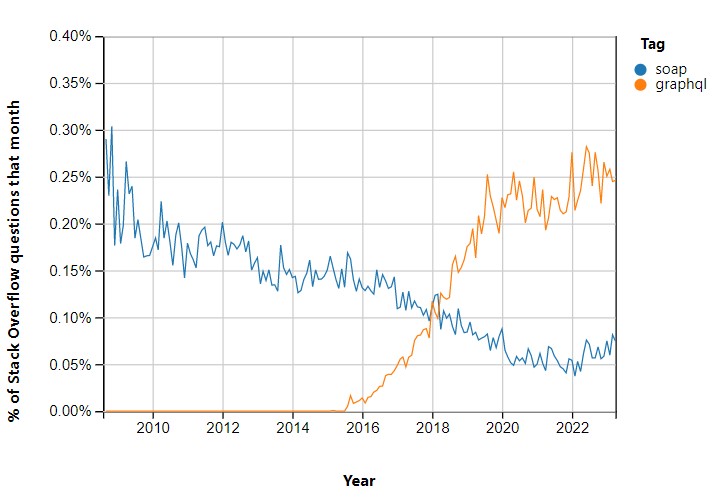 0.40%
0.35%
0.30%
0.25%
0.20%
0.15%
0.10%
0.05%
0.00%
% of Stack Overflow questions that month
2010 2012 2014 2016 2018 2020 2022
Year
Tag
soap
graphql